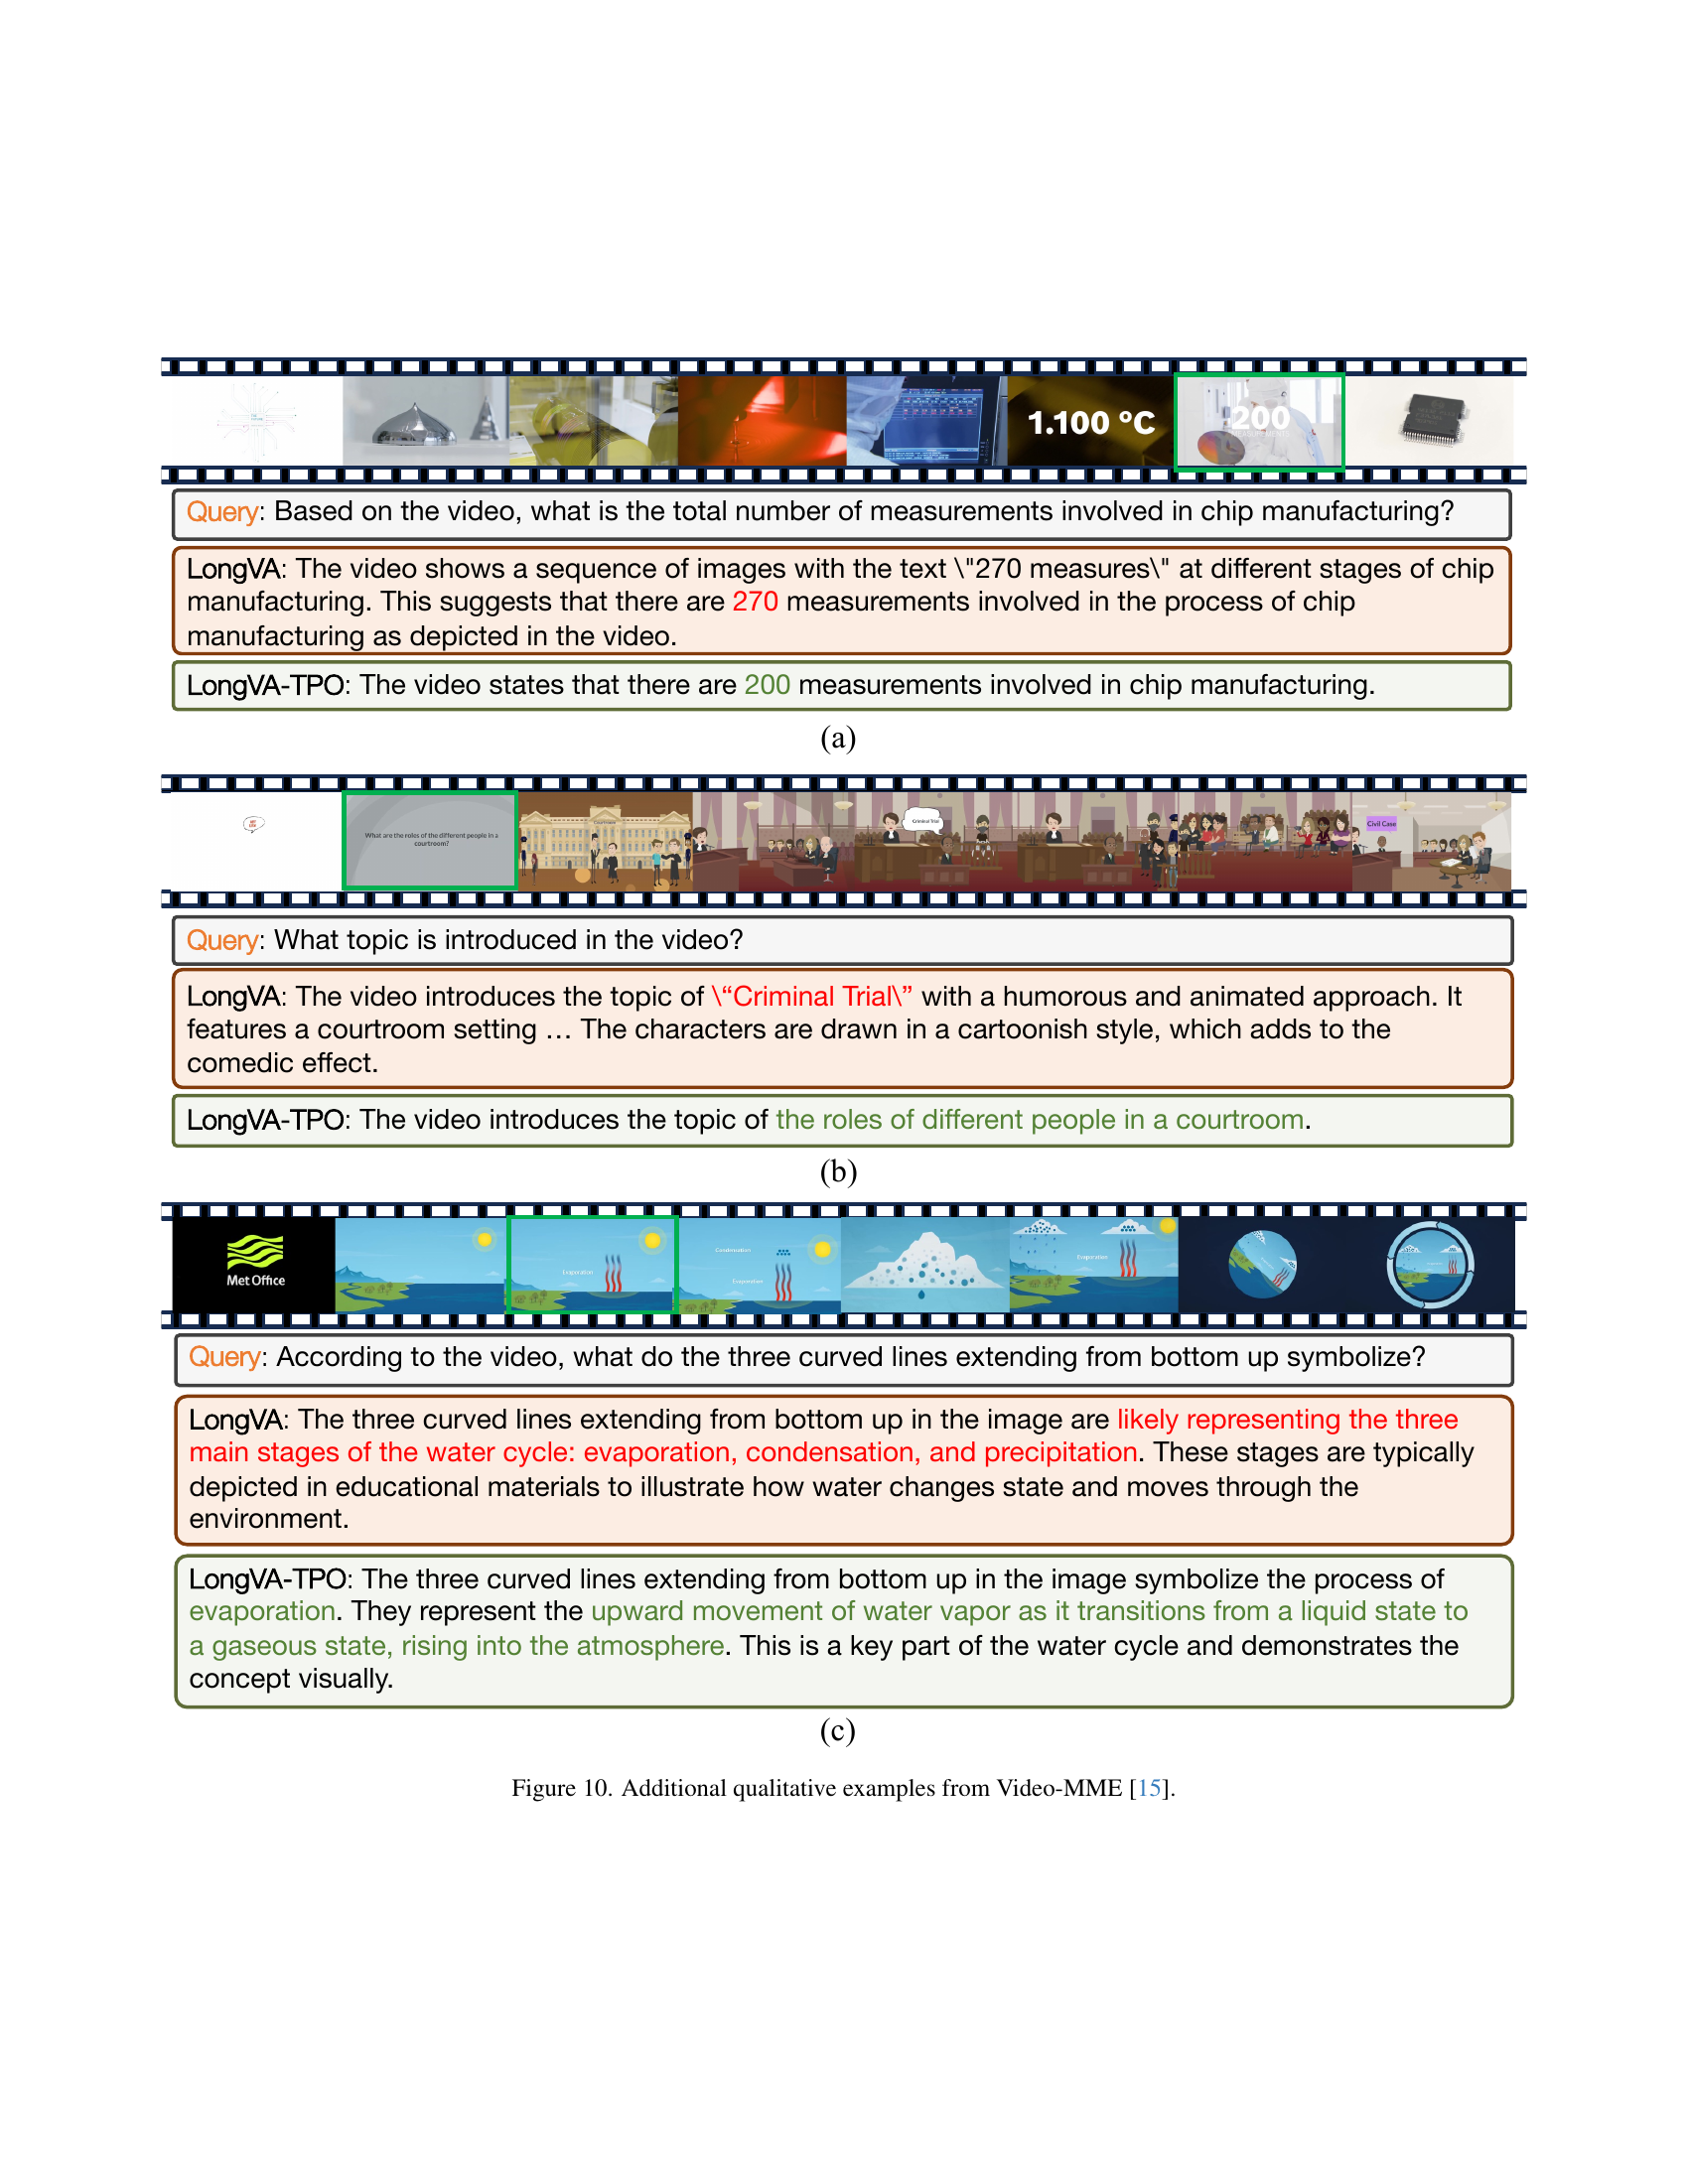 1.100 °C
200
MEASUREMENTS
Query: Based on the video, what is the total number of measurements involved in chip manufacturing?
LongVA: The video shows a sequence of images with the text \"270 measures\" at different stages of chip
manufacturing. This suggests that there are 270 measurements involved in the process of chip
manufacturing as depicted in the video.
LongVA-TPO: The video states that there are 200 measurements involved in chip manufacturing.
(a)
What are the roles of the different people in a
courtroom?
Criminal Trial
Civil Case
Query: What topic is introduced in the video?
LongVA: The video introduces the topic of \“Criminal Trial\” with a humorous and animated approach. It
features a courtroom setting … The characters are drawn in a cartoonish style, which adds to the
comedic effect.
LongVA-TPO: The video introduces the topic of the roles of different people in a courtroom.
(b)
Met Office
Evaporation
Condensation
Evaporation
Evaporation
Query: According to the video, what do the three curved lines extending from bottom up symbolize?
LongVA: The three curved lines extending from bottom up in the image are likely representing the three
main stages of the water cycle: evaporation, condensation, and precipitation. These stages are typically
depicted in educational materials to illustrate how water changes state and moves through the
environment.
LongVA-TPO: The three curved lines extending from bottom up in the image symbolize the process of
evaporation. They represent the upward movement of water vapor as it transitions from a liquid state to
a gaseous state, rising into the atmosphere. This is a key part of the water cycle and demonstrates the
concept visually.
(c)
Figure 10. Additional qualitative examples from Video-MME [15].